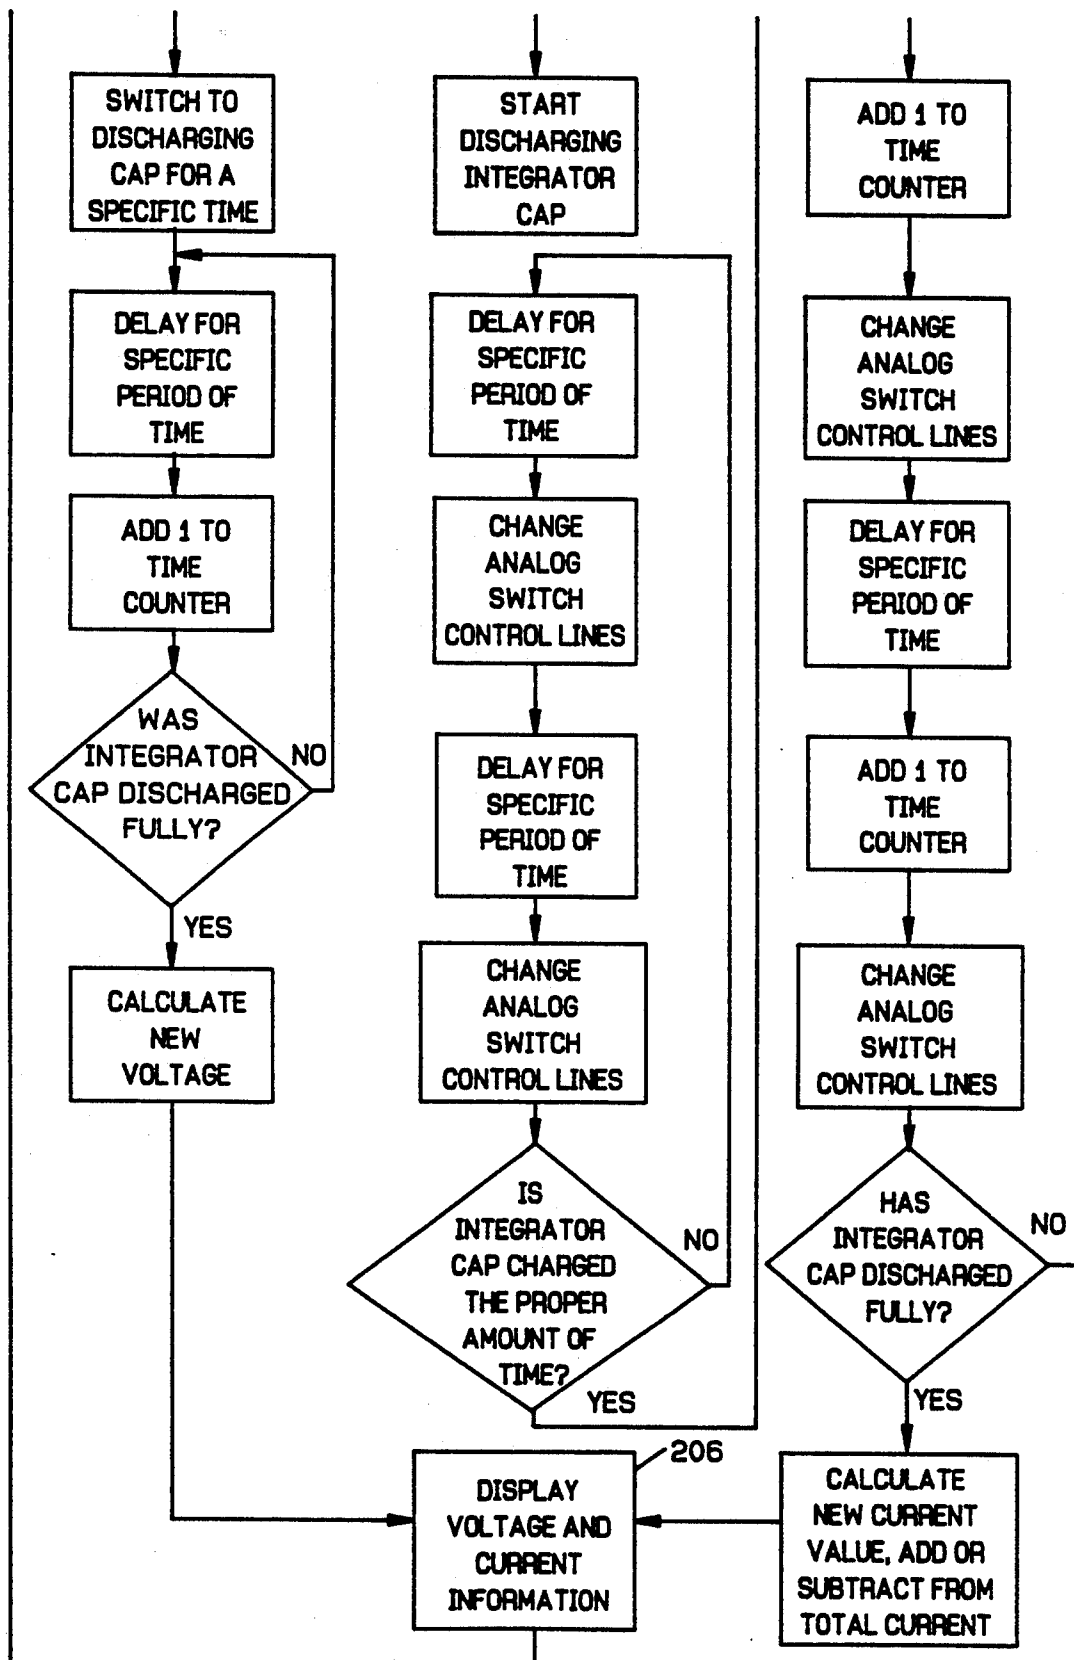 SWITCH TO
DISCHARGING
CAP FOR A
SPECIFIC TIME
DELAY FOR
SPECIFIC
PERIOD OF
TIME
ADD 1 TO
TIME
COUNTER
WAS
INTEGRATOR
CAP DISCHARGED
FULLY?
NO
YES
CALCULATE
NEW
VOLTAGE
START
DISCHARGING
INTEGRATOR
CAP
DELAY FOR
SPECIFIC
PERIOD OF
TIME
CHANGE
ANALOG
SWITCH
CONTROL LINES
DELAY FOR
SPECIFIC
PERIOD OF
TIME
CHANGE
ANALOG
SWITCH
CONTROL LINES
IS
INTEGRATOR
CAP CHARGED
THE PROPER
AMOUNT OF
TIME?
NO
YES
206
DISPLAY
VOLTAGE AND
CURRENT
INFORMATION
ADD 1 TO
TIME
COUNTER
CHANGE
ANALOG
SWITCH
CONTROL LINES
DELAY FOR
SPECIFIC
PERIOD OF
TIME
ADD 1 TO
TIME
COUNTER
CHANGE
ANALOG
SWITCH
CONTROL LINES
HAS
INTEGRATOR
CAP DISCHARGED
FULLY?
NO
YES
CALCULATE
NEW CURRENT
VALUE, ADD OR
SUBTRACT FROM
TOTAL CURRENT